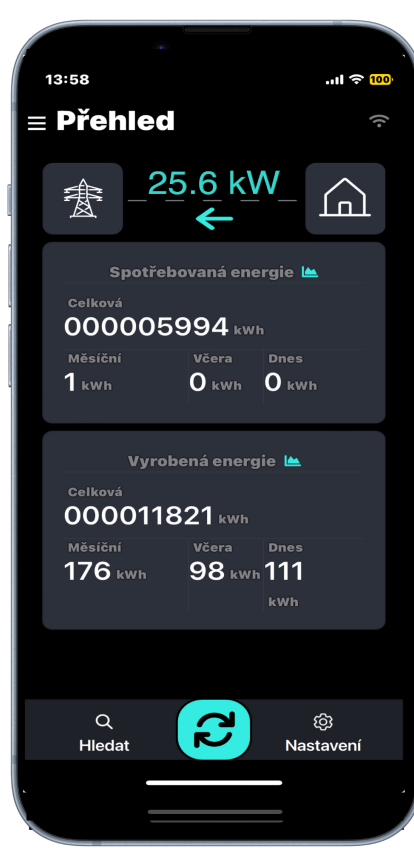 13:58
100
Přehled
25.6 kW
Spotřebovaná energie
Celková
000005994 kWh
Měsíční Včera Dnes
1 kWh 0 kWh 0 kWh
Vyrobená energie
Celková
000011821 kWh
Měsíční Včera Dnes
176 kWh 98 kWh 111
kWh
Hledat Nastavení